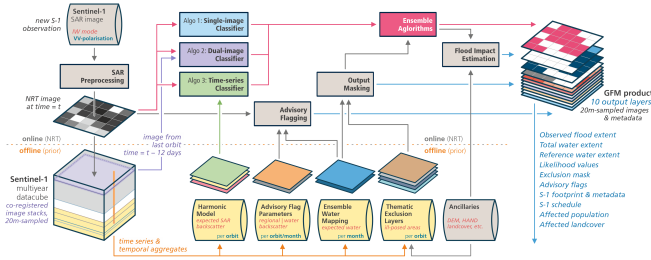 new S-1
observation
Sentinel-1
SAR image
IW mode
VV-polarisation
SAR
Preprocessing
NRT image
at time = t
Algo 1: Single-image
Classifier
Algo 2: Dual-image
Classifier
Algo 3: Time-series
Classifier
Advisory
Flagging
Output
Masking
Ensemble
Aglorithms
Flood Impact
Estimation
GFM product
10 output layers
20m-sampled images
& metadata
online (NRT)
offline (prior)
online (NRT)
offline (prior)
image from
last orbit
time = t − 12 days
Sentinel-1
multiyear
datacube
co-registered
image stacks,
20m-sampled
time series &
temporal aggregates
Harmonic
Model
expected SAR
backscatter
per orbit
Advisory Flag
Parameters
regional | water
backscatter
per orbit/month
Ensemble
Water
Mapping
expected water
per month
Thematic
Exclusion
Layers
ill-posed areas
per orbit
Ancillaries
DEM, HAND
landcover, etc.
Observed flood extent
Total water extent
Reference water extent
Likelihood values
Exclusion mask
Advisory flags
S-1 footprint & metadata
S-1 schedule
Affected population
Affected landcover